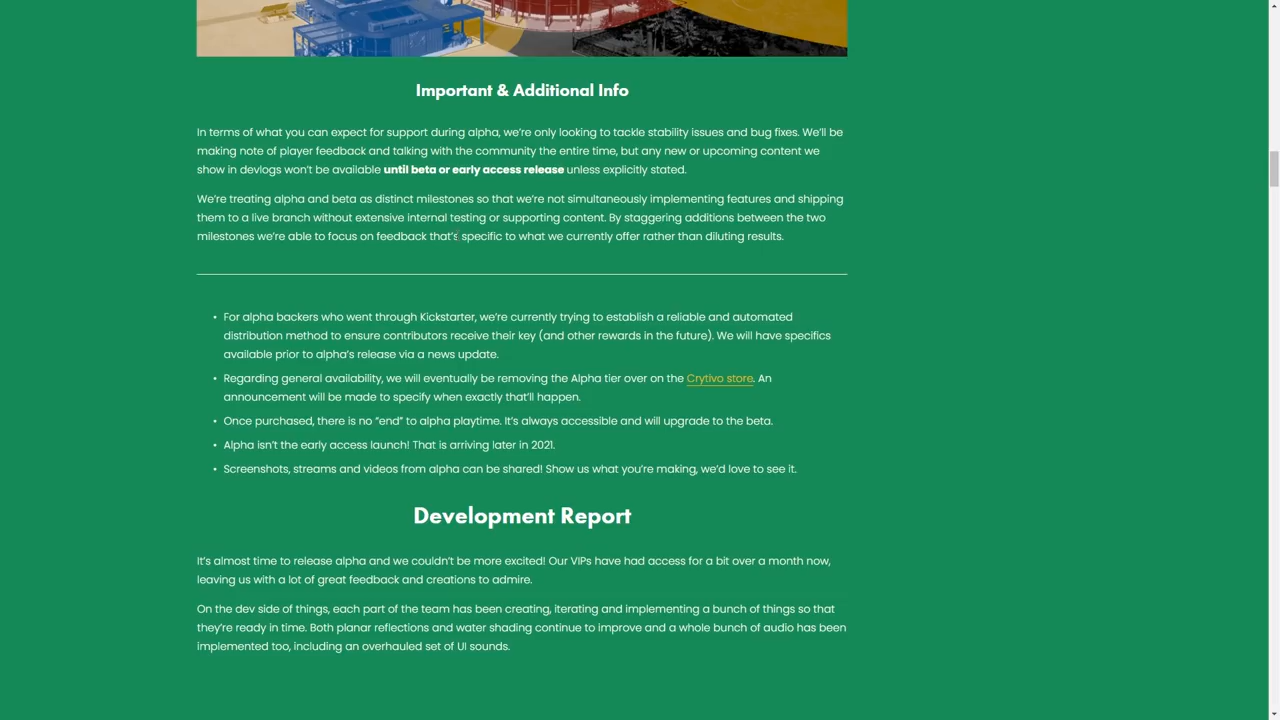 Important & Additional Info
In terms of what you can expect for support during alpha, we're only looking to tackle stability issues and bug fixes. We'll be
making note of player feedback and talking with the community the entire time, but any new or upcoming content we
show in devlogs won't be available until beta or early access release unless explicitly stated.
We're treating alpha and beta as distinct milestones so that we're not simultaneously implementing features and shipping
them to a live branch without extensive internal testing or supporting content. By staggering additions between the two
milestones we're able to focus on feedback that's specific to what we currently offer rather than diluting results.
• For alpha backers who went through Kickstarter, we're currently trying to establish a reliable and automated
distribution method to ensure contributors receive their key (and other rewards in the future). We will have specifics
available prior to alpha's release via a news update.
• Regarding general availability, we will eventually be removing the Alpha tier over on the Crytivo store. An
announcement will be made to specify when exactly that'll happen.
• Once purchased, there is no "end" to alpha playtime. It's always accessible and will upgrade to the beta.
• Alpha isn't the early access launch! That is arriving later in 2021.
• Screenshots, streams and videos from alpha can be shared! Show us what you're making, we'd love to see it.
Development Report
It's almost time to release alpha and we couldn't be more excited! Our VIPs have had access for a bit over a month now,
leaving us with a lot of great feedback and creations to admire.
On the dev side of things, each part of the team has been creating, iterating and implementing a bunch of things so that
they're ready in time. Both planar reflections and water shading continue to improve and a whole bunch of audio has been
implemented too, including an overhauled set of UI sounds.